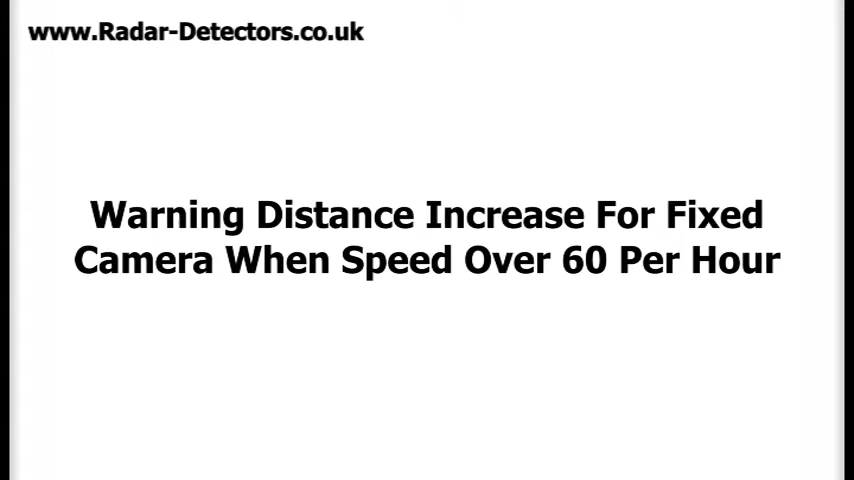 www.Radar-Detectors.co.uk
Warning Distance Increase For Fixed
Camera When Speed Over 60 Per Hour